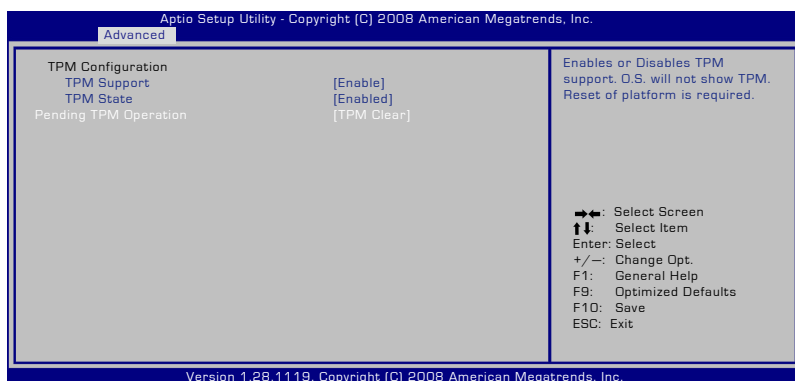 Aptio Setup Utility - Copyright (C) 2008 American Megatrends, Inc.
Advanced
TPM Configuration
TPM Support [Enable]
TPM State [Enabled]
Pending TPM Operation [TPM Clear]
Enables or Disables TPM
support. O.S. will not show TPM.
Reset of platform is required.
→←: Select Screen
↑↓: Select Item
Enter: Select
+/—: Change Opt.
F1: General Help
F9: Optimized Defaults
F10: Save
ESC: Exit
Version 1.28.1119. Copyright (C) 2008 American Megatrends, Inc.